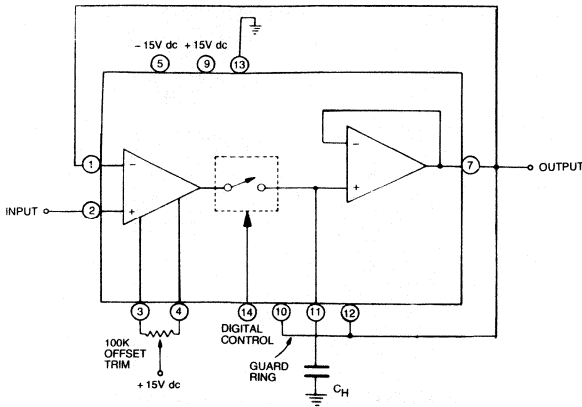 − 15V dc
+ 15V dc
5
9
13
1
−
−
7
OUTPUT
INPUT
2
+
+
3
4
14
10
11
12
100K
OFFSET
TRIM
DIGITAL
CONTROL
GUARD
RING
+ 15V dc
CH